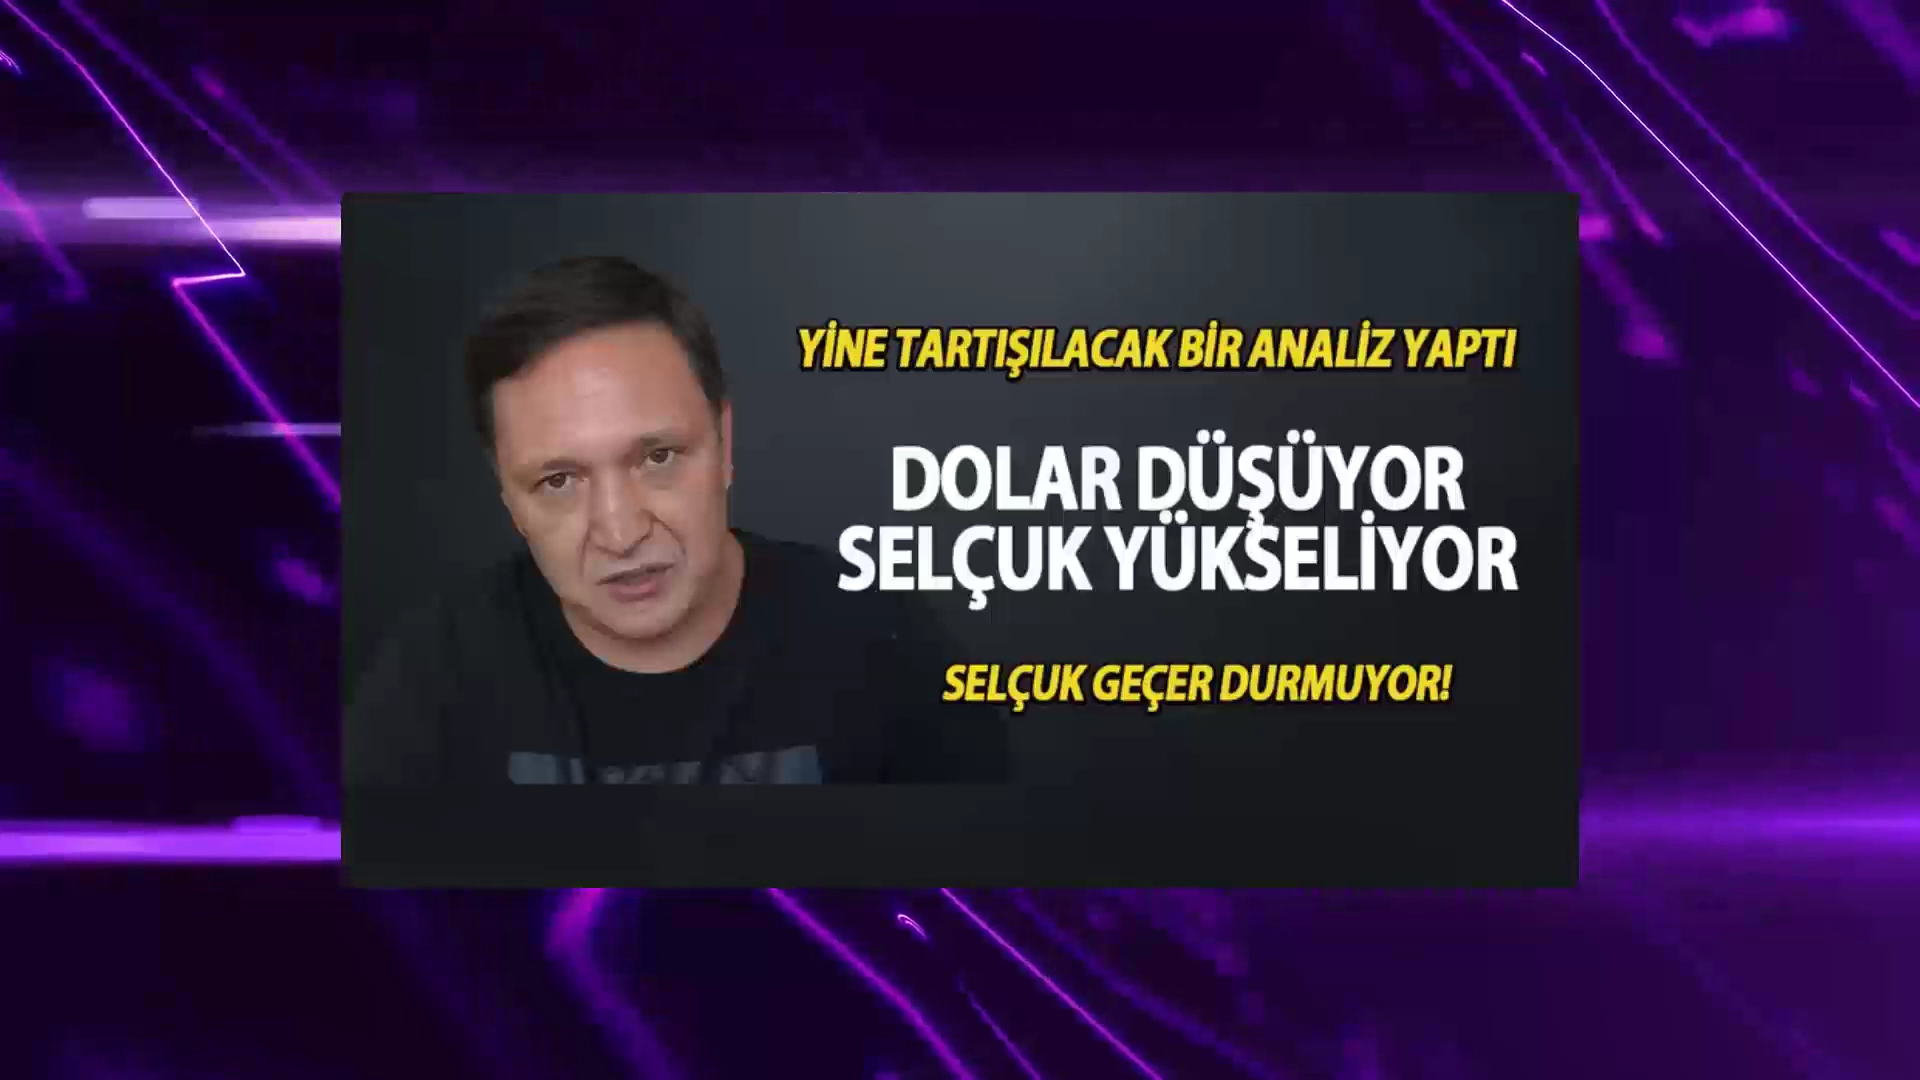 YİNE TARTIŞILACAK BİR ANALİZ YAPTI
DOLAR DÜŞÜYOR
SELÇUK YÜKSELİYOR
SELÇUK GEÇER DURMUYOR!